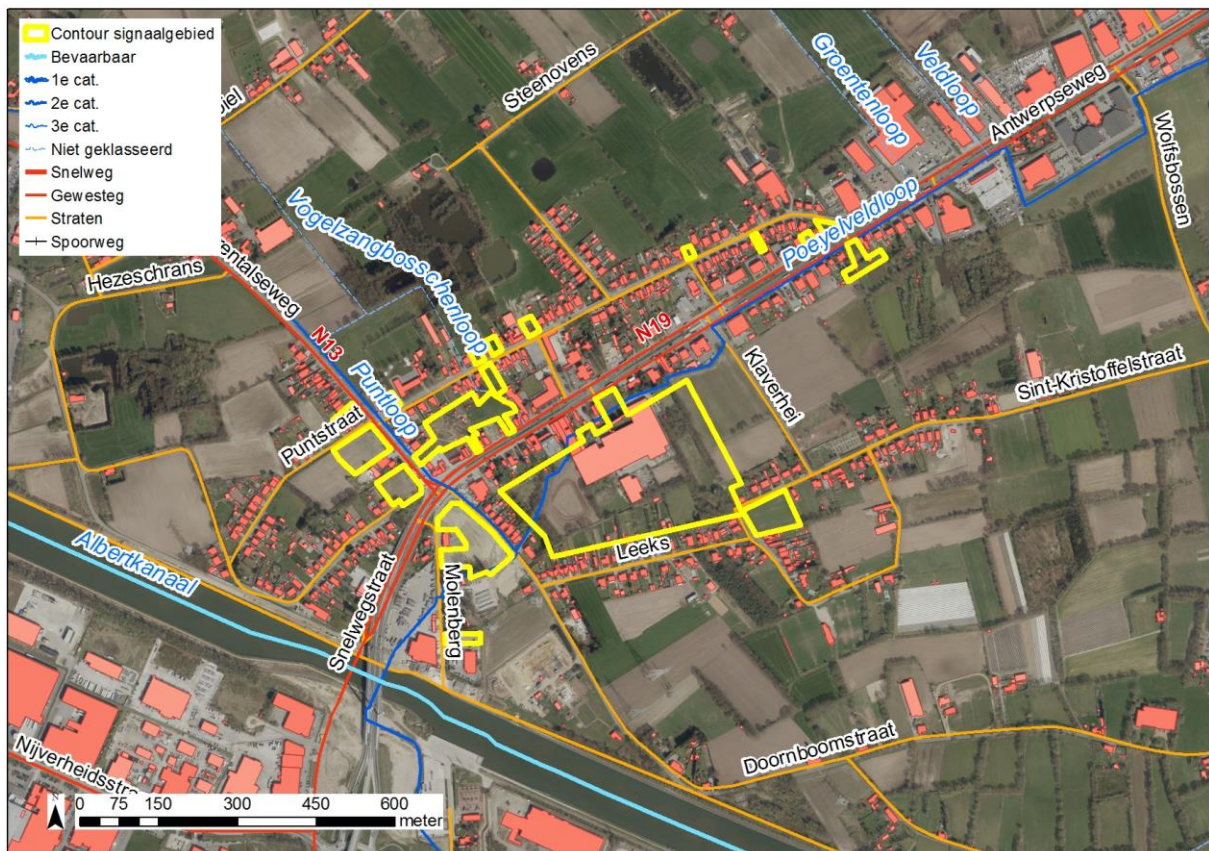 Contour signaalgebied
Bevaarbaar
1e cat.
2e cat.
3e cat.
Niet geklasseerd
Snelweg
Gewesteg
Straten
Spoorweg
Steenovens
Groentenloop
Veldloop
Antwerpseweg
Wolfsbossen
Vogelzangbosschenloop
Hezeschrans
N13
Puntloop
Puntstraat
Poeyelveldloop
N19
Klaverhei
Sint-Kristoffelstraat
Leeks
Albertkanaal
Snelwegstraat
Molenberg
Doornboomstraat
0 75 150 300 450 600
meter